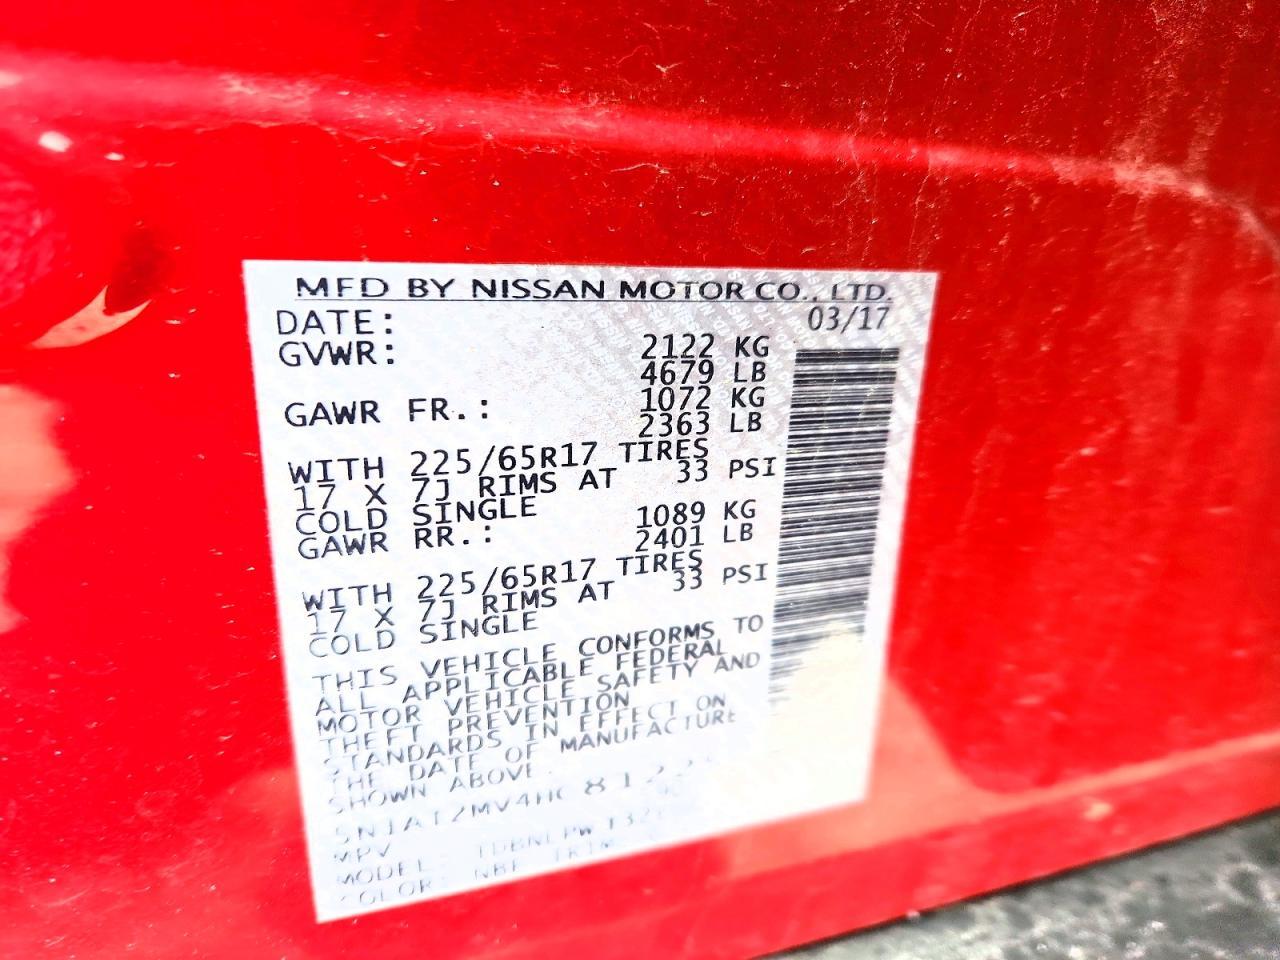 MFD BY NISSAN MOTOR CO., LTD.
DATE: 03/17
GVWR: 2122 KG
4679 LB
GAWR FR.: 1072 KG
2363 LB
WITH 225/65R17 TIRES
17 X 7J RIMS AT 33 PSI
COLD SINGLE
GAWR RR.: 1089 KG
2401 LB
WITH 225/65R17 TIRES
17 X 7J RIMS AT 33 PSI
COLD SINGLE
THIS VEHICLE CONFORMS TO
ALL APPLICABLE FEDERAL
MOTOR VEHICLE SAFETY AND
THEFT PREVENTION
STANDARDS IN EFFECT ON
THE DATE OF MANUFACTURE
SHOWN ABOVE.
MPV
MODEL:
COLOR: NBF TRIM